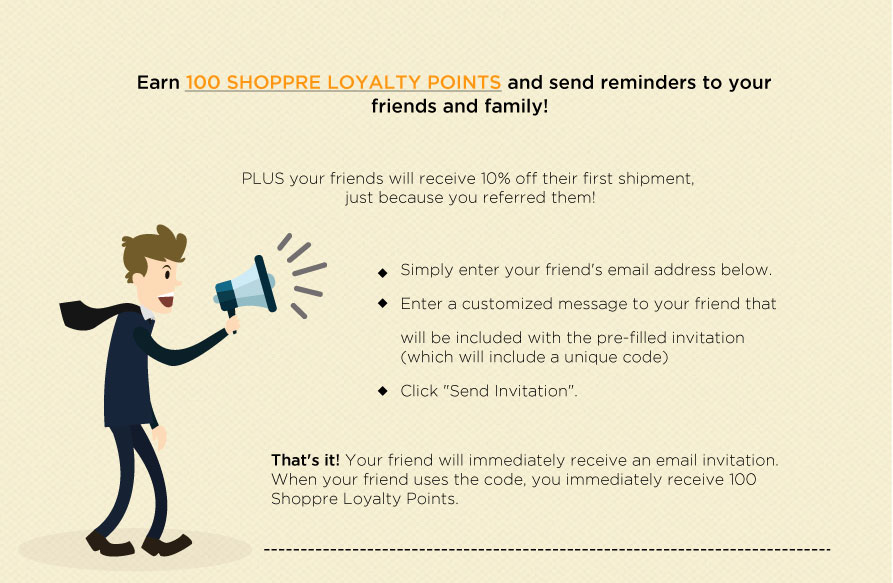 Earn 100 SHOPPRE LOYALTY POINTS and send reminders to your
friends and family!
PLUS your friends will receive 10% off their first shipment,
just because you referred them!
Simply enter your friend's email address below.
Enter a customized message to your friend that
will be included with the pre-filled invitation
(which will include a unique code)
Click "Send Invitation".
That's it! Your friend will immediately receive an email invitation.
When your friend uses the code, you immediately receive 100
Shoppre Loyalty Points.